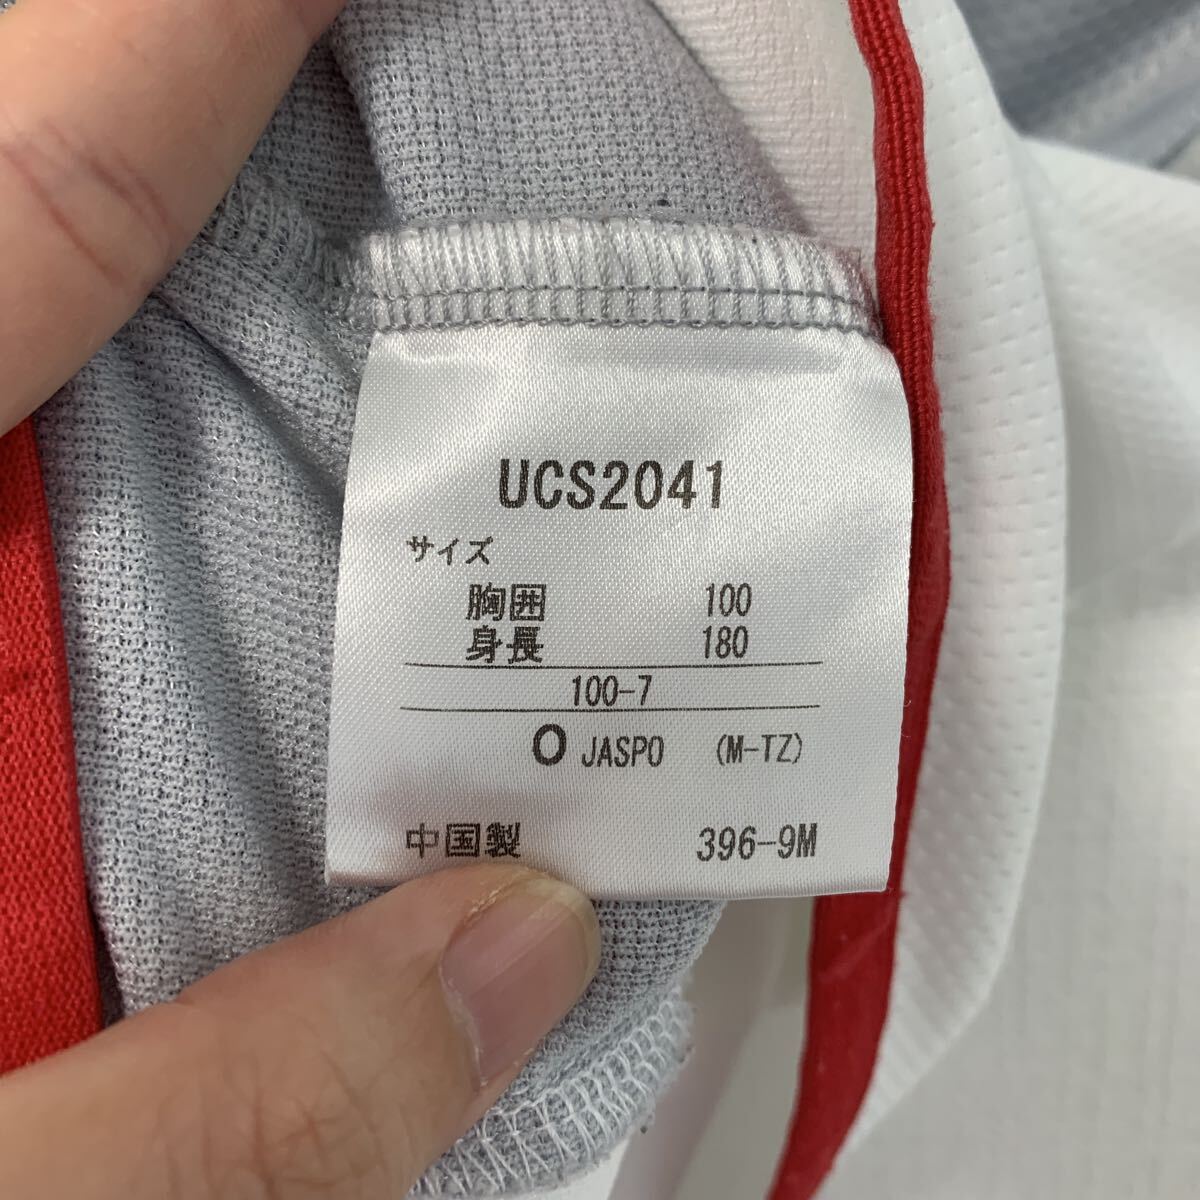 UCS2041
サイズ
胸囲 100
身長 180
100-7
O JASPO (M-TZ)
中国製 396-9M